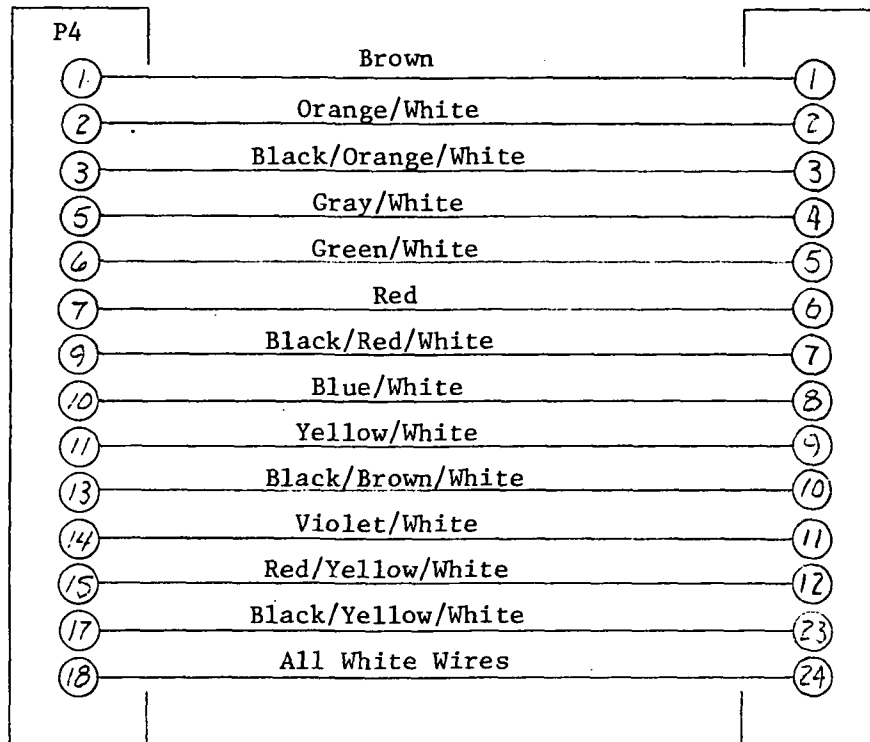 P4
1 Brown 1
2 Orange/White 2
3 Black/Orange/White 3
5 Gray/White 4
6 Green/White 5
7 Red 6
9 Black/Red/White 7
10 Blue/White 8
11 Yellow/White 9
13 Black/Brown/White 10
14 Violet/White 11
15 Red/Yellow/White 12
17 Black/Yellow/White 23
18 All White Wires 24